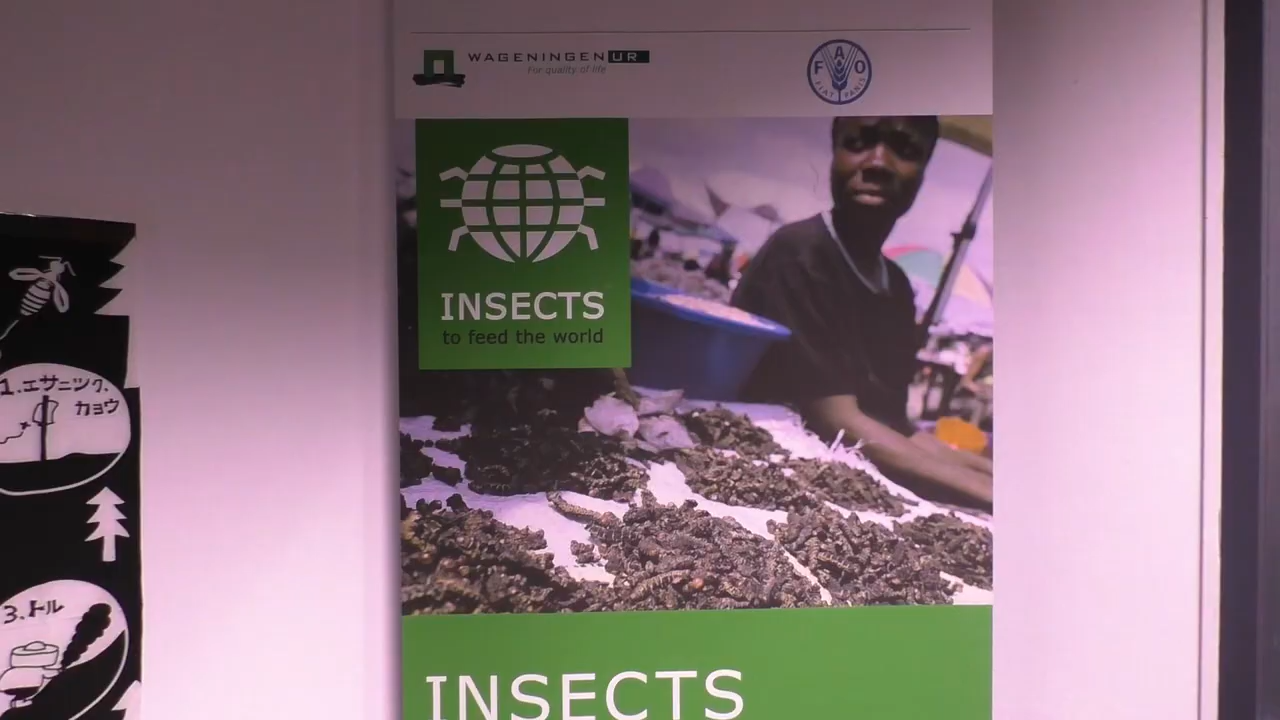 WAGENINGEN UR
For quality of life
F A O
FIAT PANIS
INSECTS
to feed the world
1.エサニツク,
カヨウ
3.トル
INSECTS